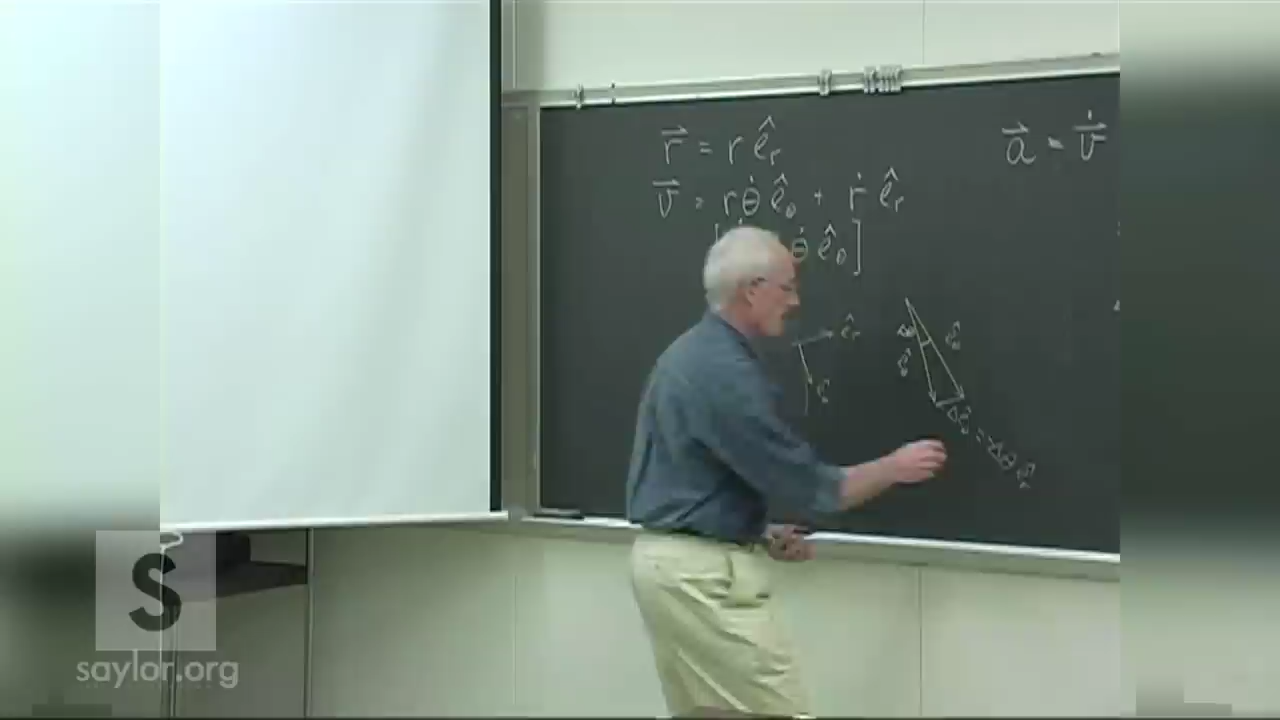 r⃗ = r ê_r
v⃗ = r θ̇ ê_θ + ṙ ê_r
θ̇ ê_θ ]
a⃗ = v̇⃗
ê_r
ê_θ
Δθ
ê_θ
ê_θ
Δê_θ = -Δθ ê_r
S
saylor.org